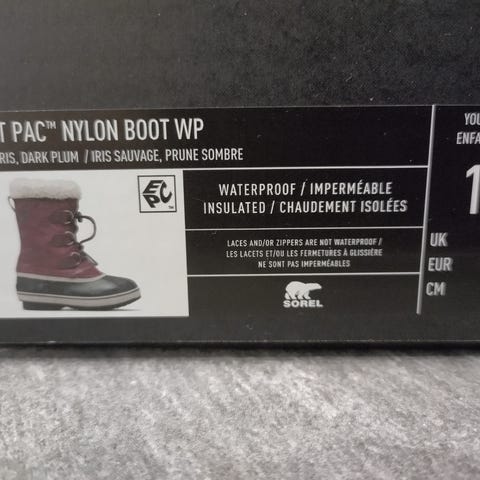 T PAC™ NYLON BOOT WP
RIS, DARK PLUM / IRIS SAUVAGE, PRUNE SOMBRE
EPC™
WATERPROOF / IMPERMÉABLE
INSULATED / CHAUDEMENT ISOLÉES
LACES AND/OR ZIPPERS ARE NOT WATERPROOF /
LES LACETS ET/OU LES FERMETURES À GLISSIÈRE
NE SONT PAS IMPERMÉABLES
SOREL
YOU
ENFA
1
UK
EUR
CM